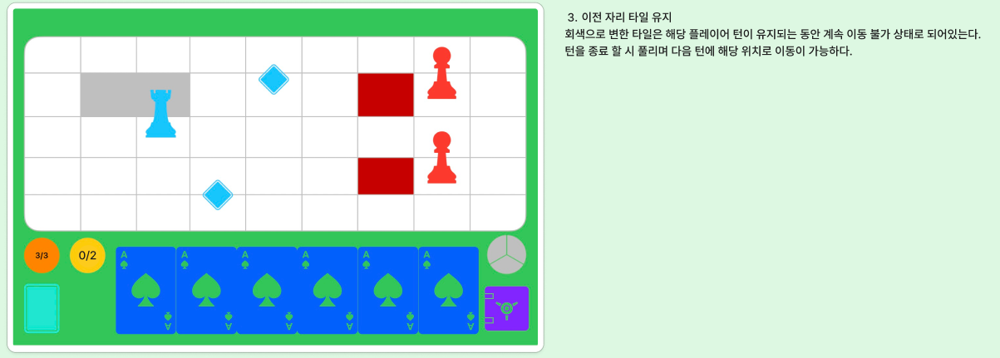 3. 이전 자리 타일 유지
회색으로 변한 타일은 해당 플레이어 턴이 유지되는 동안 계속 이동 불가 상태로 되어있는다.
턴을 종료 할 시 풀리며 다음 턴에 해당 위치로 이동이 가능하다.
3/3
0/2
A
A
A
A
A
A
A
A
A
A
A
A